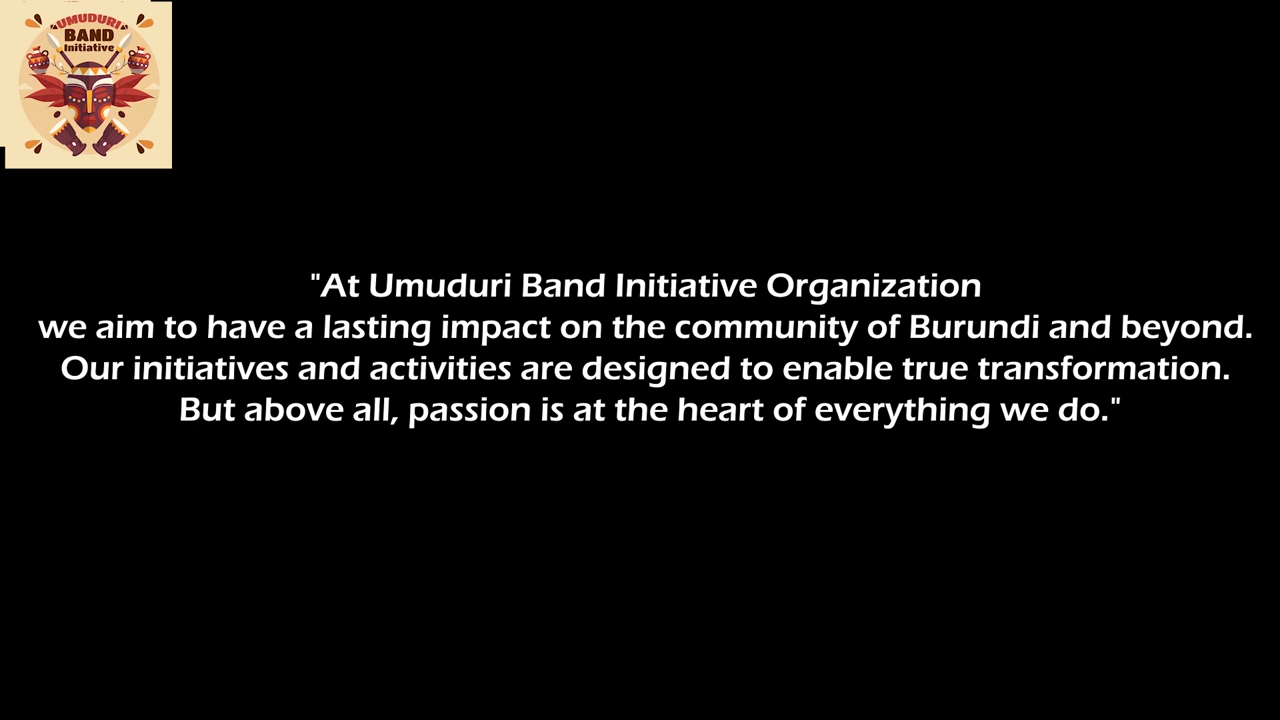 UMUDURI
BAND
Initiative
"At Umuduri Band Initiative Organization
we aim to have a lasting impact on the community of Burundi and beyond.
Our initiatives and activities are designed to enable true transformation.
But above all, passion is at the heart of everything we do."